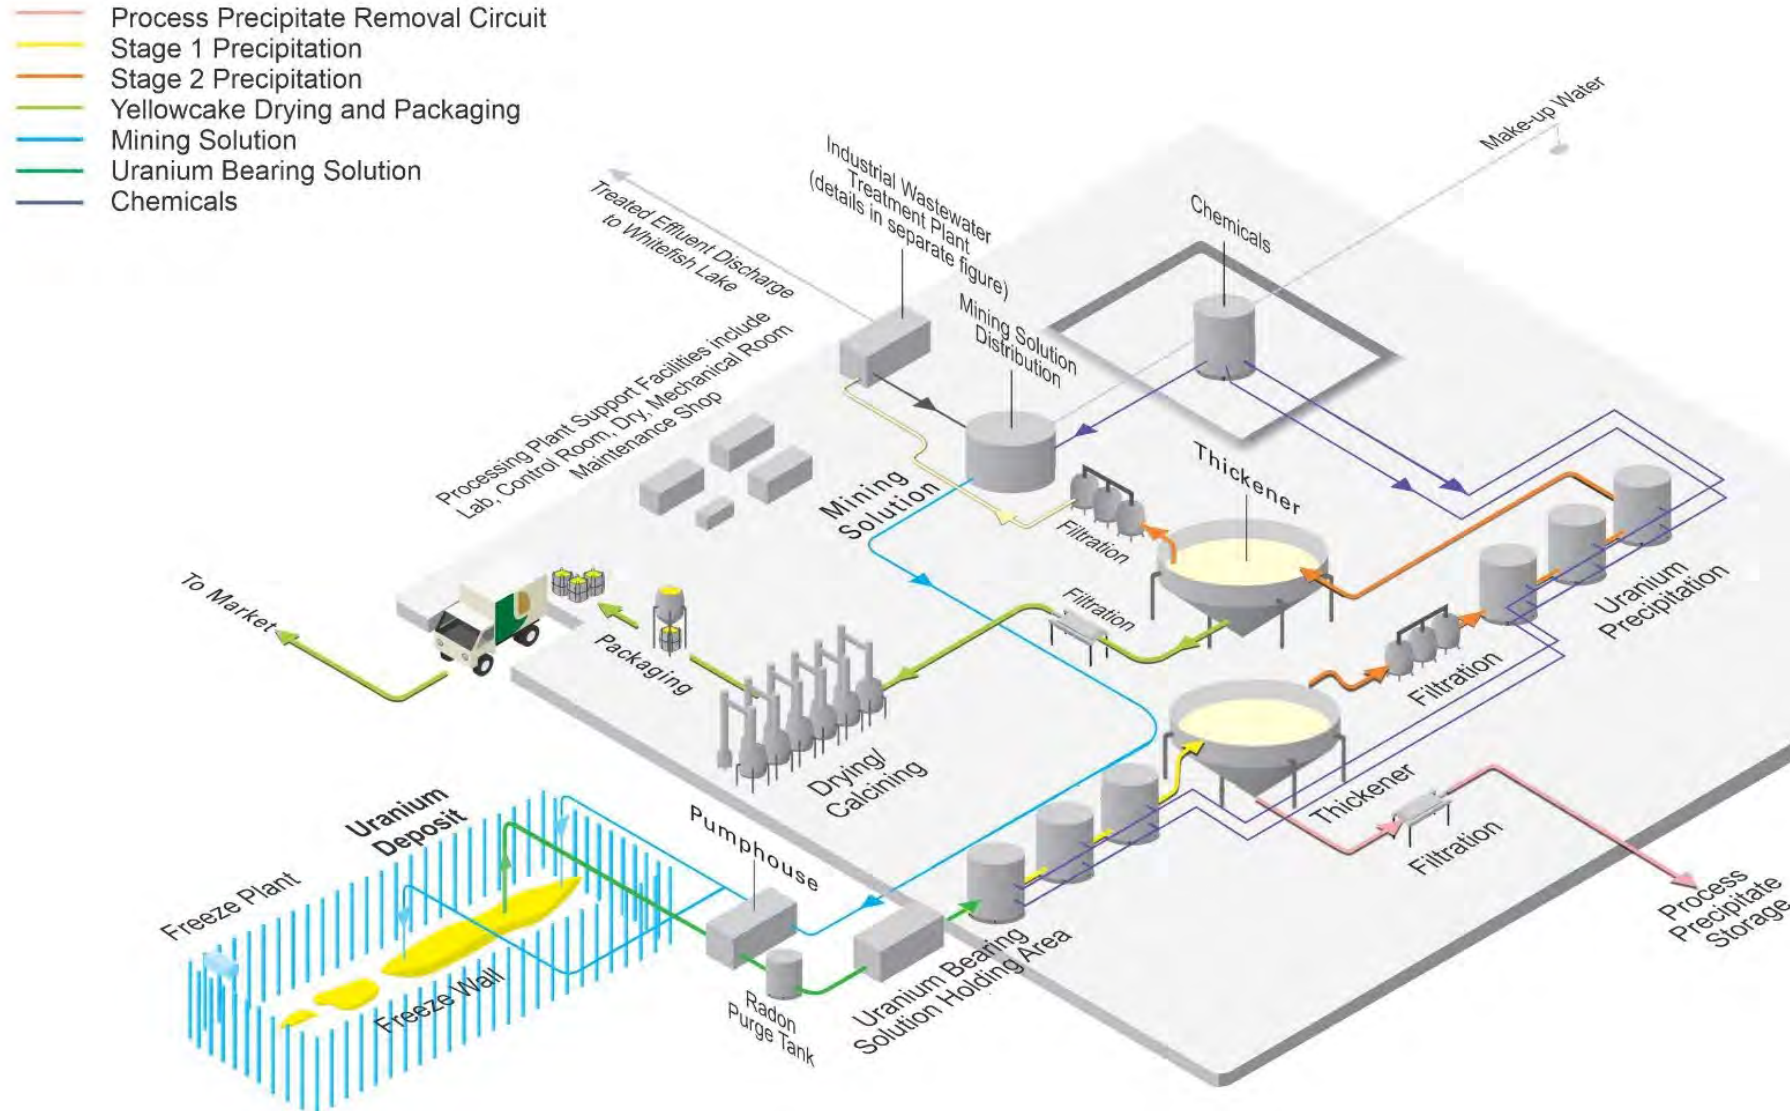 Process Precipitate Removal Circuit
Stage 1 Precipitation
Stage 2 Precipitation
Yellowcake Drying and Packaging
Mining Solution
Uranium Bearing Solution
Chemicals
Make-up Water
Industrial Wastewater
Treatment Plant
(details in separate figure)
Treated Effluent Discharge
to Whitefish Lake
Chemicals
Mining Solution
Distribution
Processing Plant Support Facilities include
Lab, Control Room, Dry, Mechanical Room
Maintenance Shop
Mining
Solution
Thickener
Filtration
To Market
Filtration
Uranium
Precipitation
Packaging
Filtration
Drying/
Calcining
Uranium
Deposit
Pumphouse
Thickener
Filtration
Freeze Plant
Process
Precipitate
Storage
Freeze Wall
Uranium Bearing
Solution Holding Area
Radon
Purge Tank